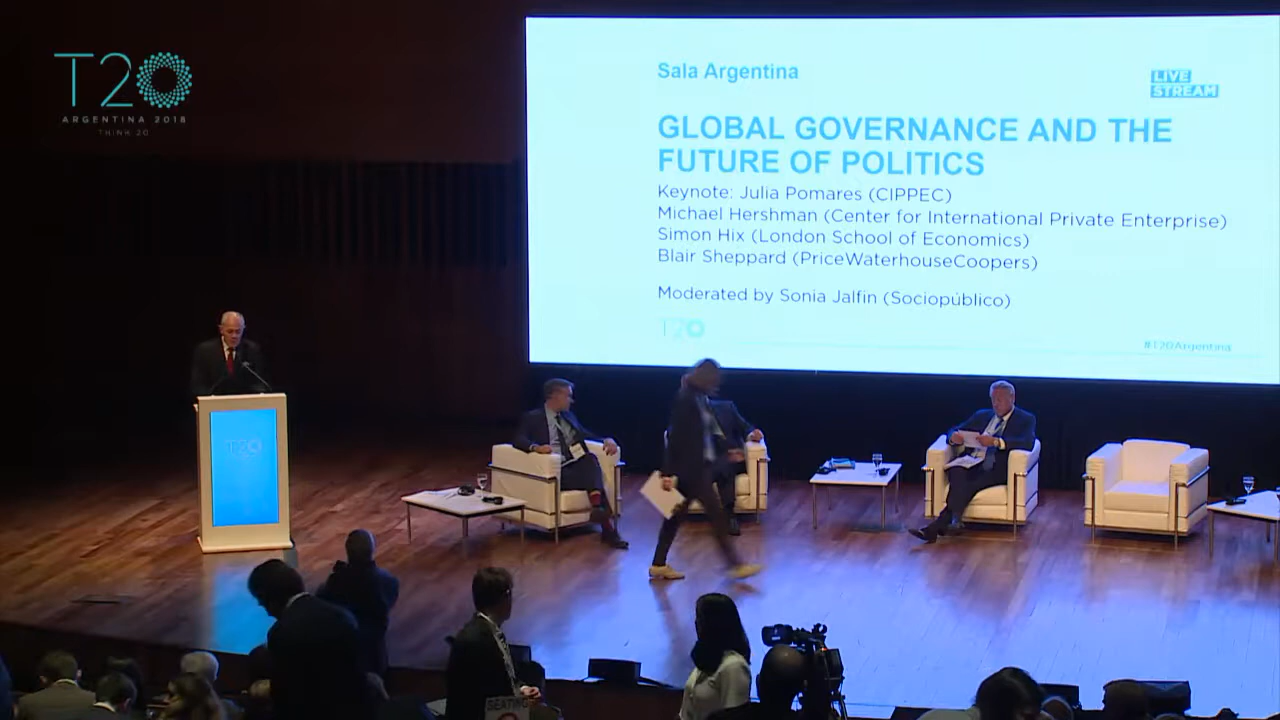 T20
ARGENTINA 2018
THINK 20
Sala Argentina
LIVE
STREAM
GLOBAL GOVERNANCE AND THE
FUTURE OF POLITICS
Keynote: Julia Pomares (CIPPEC)
Michael Hershman (Center for International Private Enterprise)
Simon Hix (London School of Economics)
Blair Sheppard (PriceWaterhouseCoopers)
Moderated by Sonia Jalfin (Sociopúblico)
T20
#T20Argentina
T20
SEATING